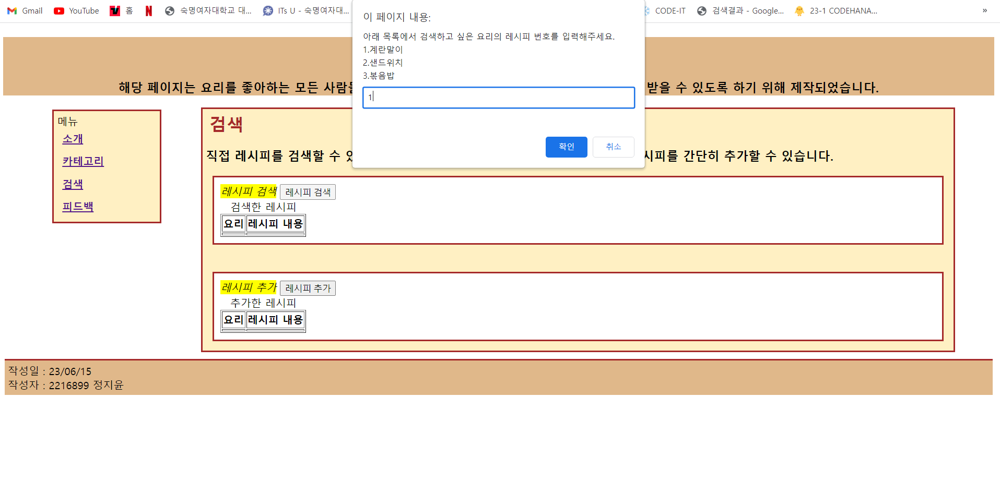 Gmail YouTube 홈 숙명여자대학교 대... ITs U - 숙명여자대... CODE-IT 검색결과 - Google... 23-1 CODEHANA... »
이 페이지 내용:
아래 목록에서 검색하고 싶은 요리의 레시피 번호를 입력해주세요.
1.계란말이
2.샌드위치
3.볶음밥
1
확인 취소
해당 페이지는 요리를 좋아하는 모든 사람 받을 수 있도록 하기 위해 제작되었습니다.
메뉴
소개
카테고리
검색
피드백
검색
직접 레시피를 검색할 수 시피를 간단히 추가할 수 있습니다.
레시피 검색 레시피 검색
검색한 레시피
요리 레시피 내용
레시피 추가 레시피 추가
추가한 레시피
요리 레시피 내용
작성일 : 23/06/15
작성자 : 2216899 정지윤